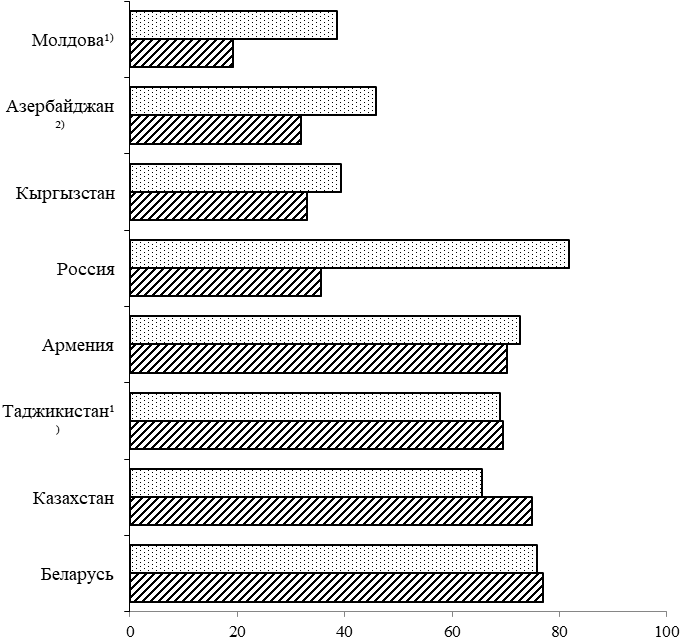 Молдова¹⁾
Азербайджан
²⁾
Кыргызстан
Россия
Армения
Таджикистан¹
⁾
Казахстан
Беларусь
0 20 40 60 80 100